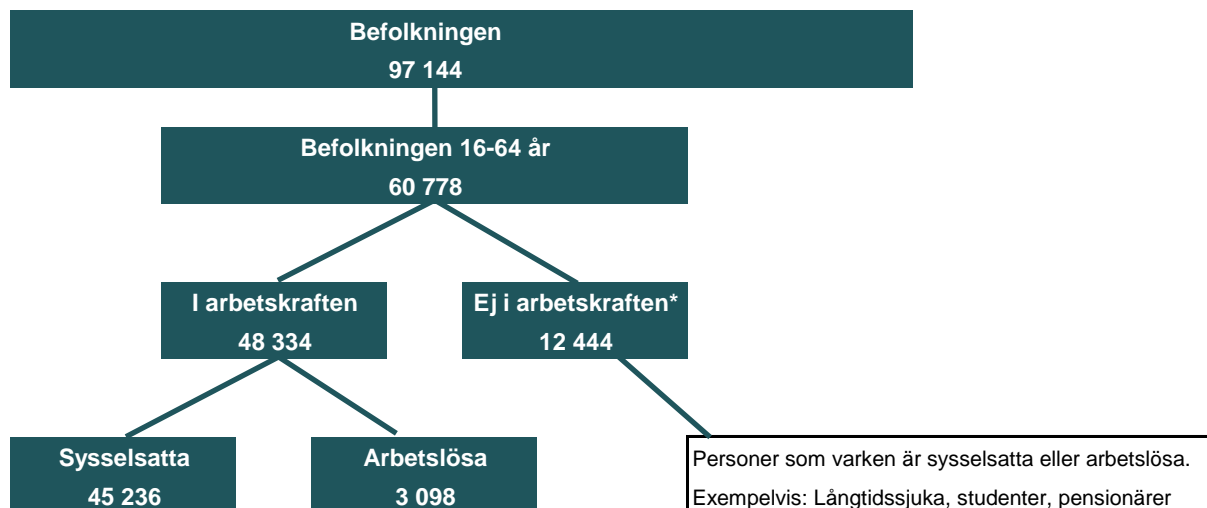 Befolkningen
97 144
Befolkningen 16-64 år
60 778
I arbetskraften
48 334
Ej i arbetskraften*
12 444
Sysselsatta
45 236
Arbetslösa
3 098
Personer som varken är sysselsatta eller arbetslösa.
Exempelvis: Långtidssjuka, studenter, pensionärer